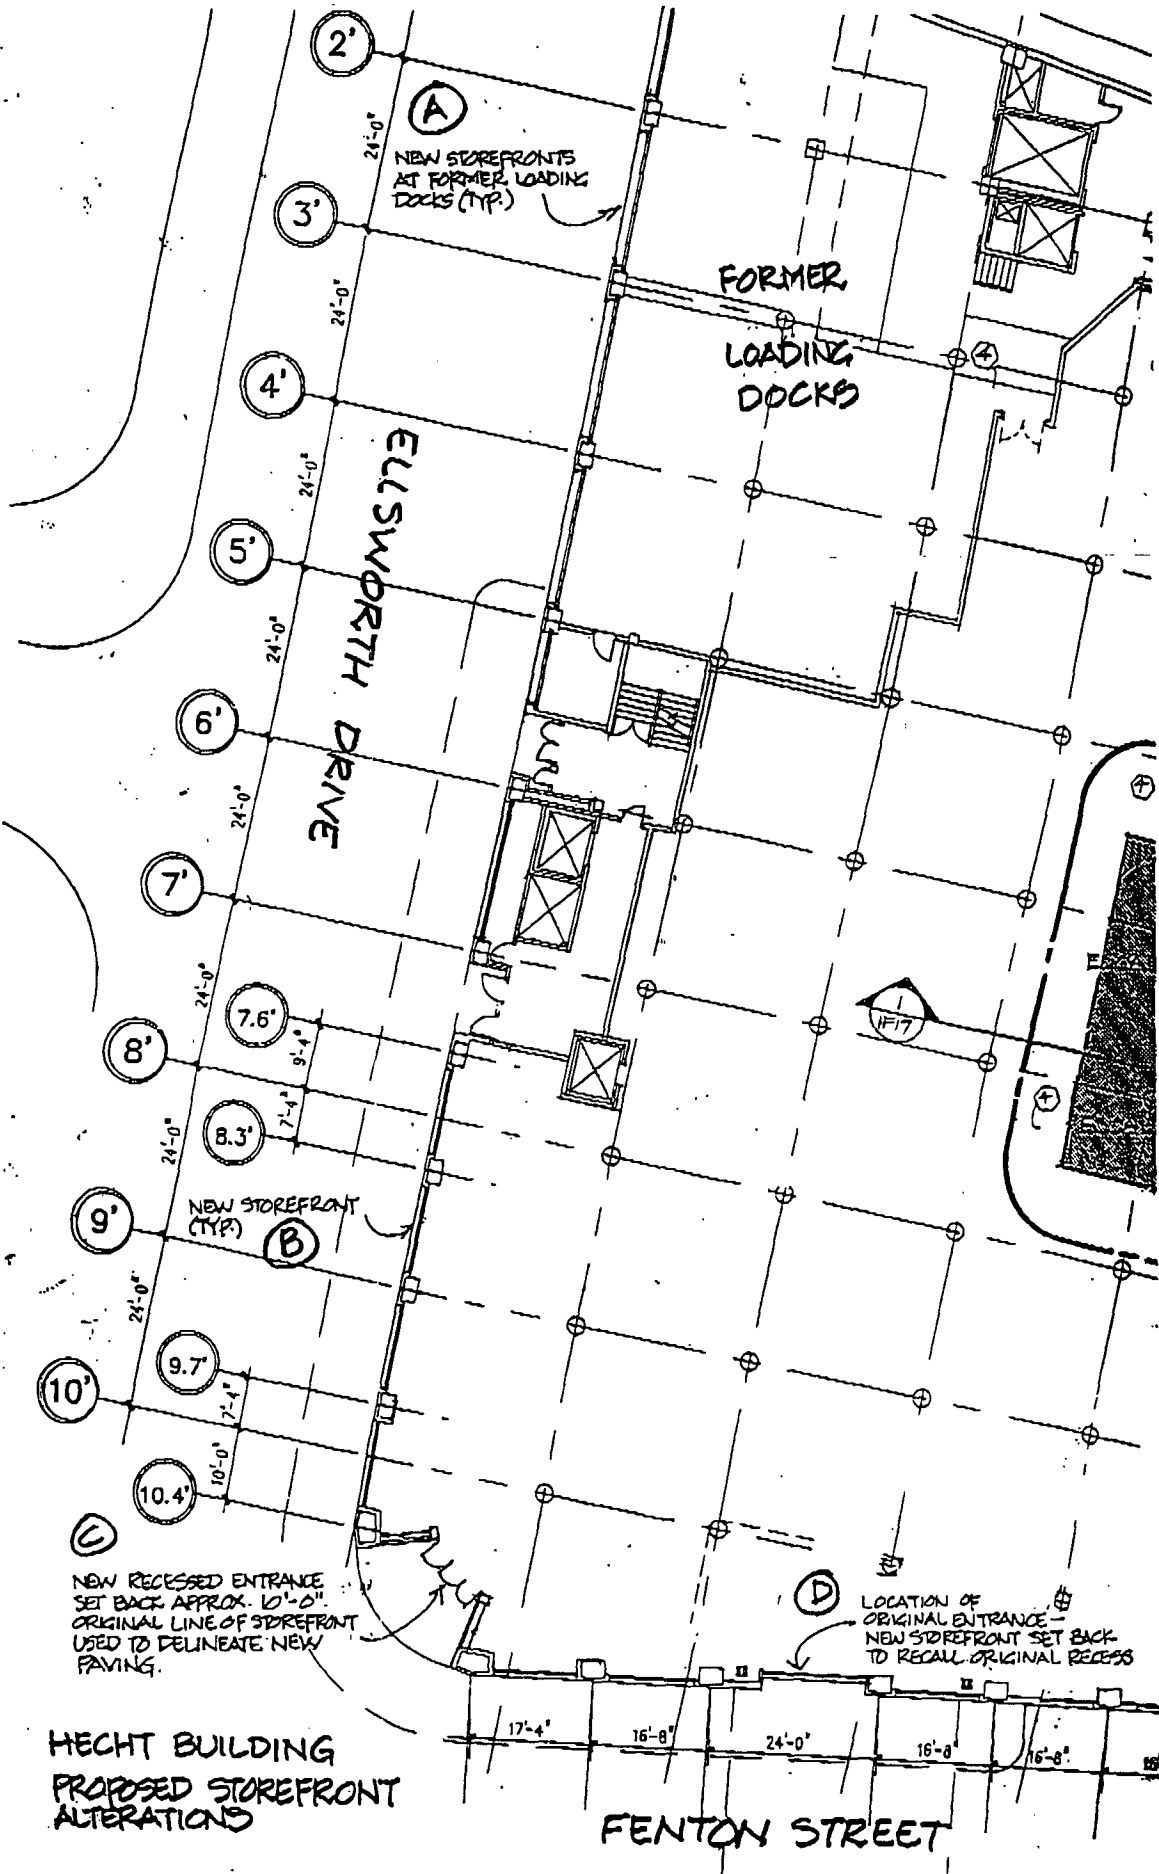 2'
24'-0"
A
NEW STOREFRONTS
AT FORMER LOADING
DOCKS (TYP.)
3'
24'-0"
FORMER
LOADING
DOCKS
4
4'
24'-0"
ELLSWORTH DRIVE
5'
24'-0"
6'
24'-0"
4
7'
24'-0"
7.6'
9'-4"
1F17
8'
7'-4"
4
8.3'
24'-0"
NEW STOREFRONT
(TYP.)
B
9'
24'-0"
9.7'
7'-4"
10'
10'-0"
10.4'
C
NEW RECESSED ENTRANCE
SET BACK APPROX. 10'-0".
ORIGINAL LINE OF STOREFRONT
USED TO DELINEATE NEW
PAVING.
D
LOCATION OF
ORIGINAL ENTRANCE –
NEW STOREFRONT SET BACK
TO RECALL ORIGINAL RECESS
17'-4"
16'-8"
24'-0"
16'-8"
16'-8"
HECHT BUILDING
PROPOSED STOREFRONT
ALTERATIONS
FENTON STREET